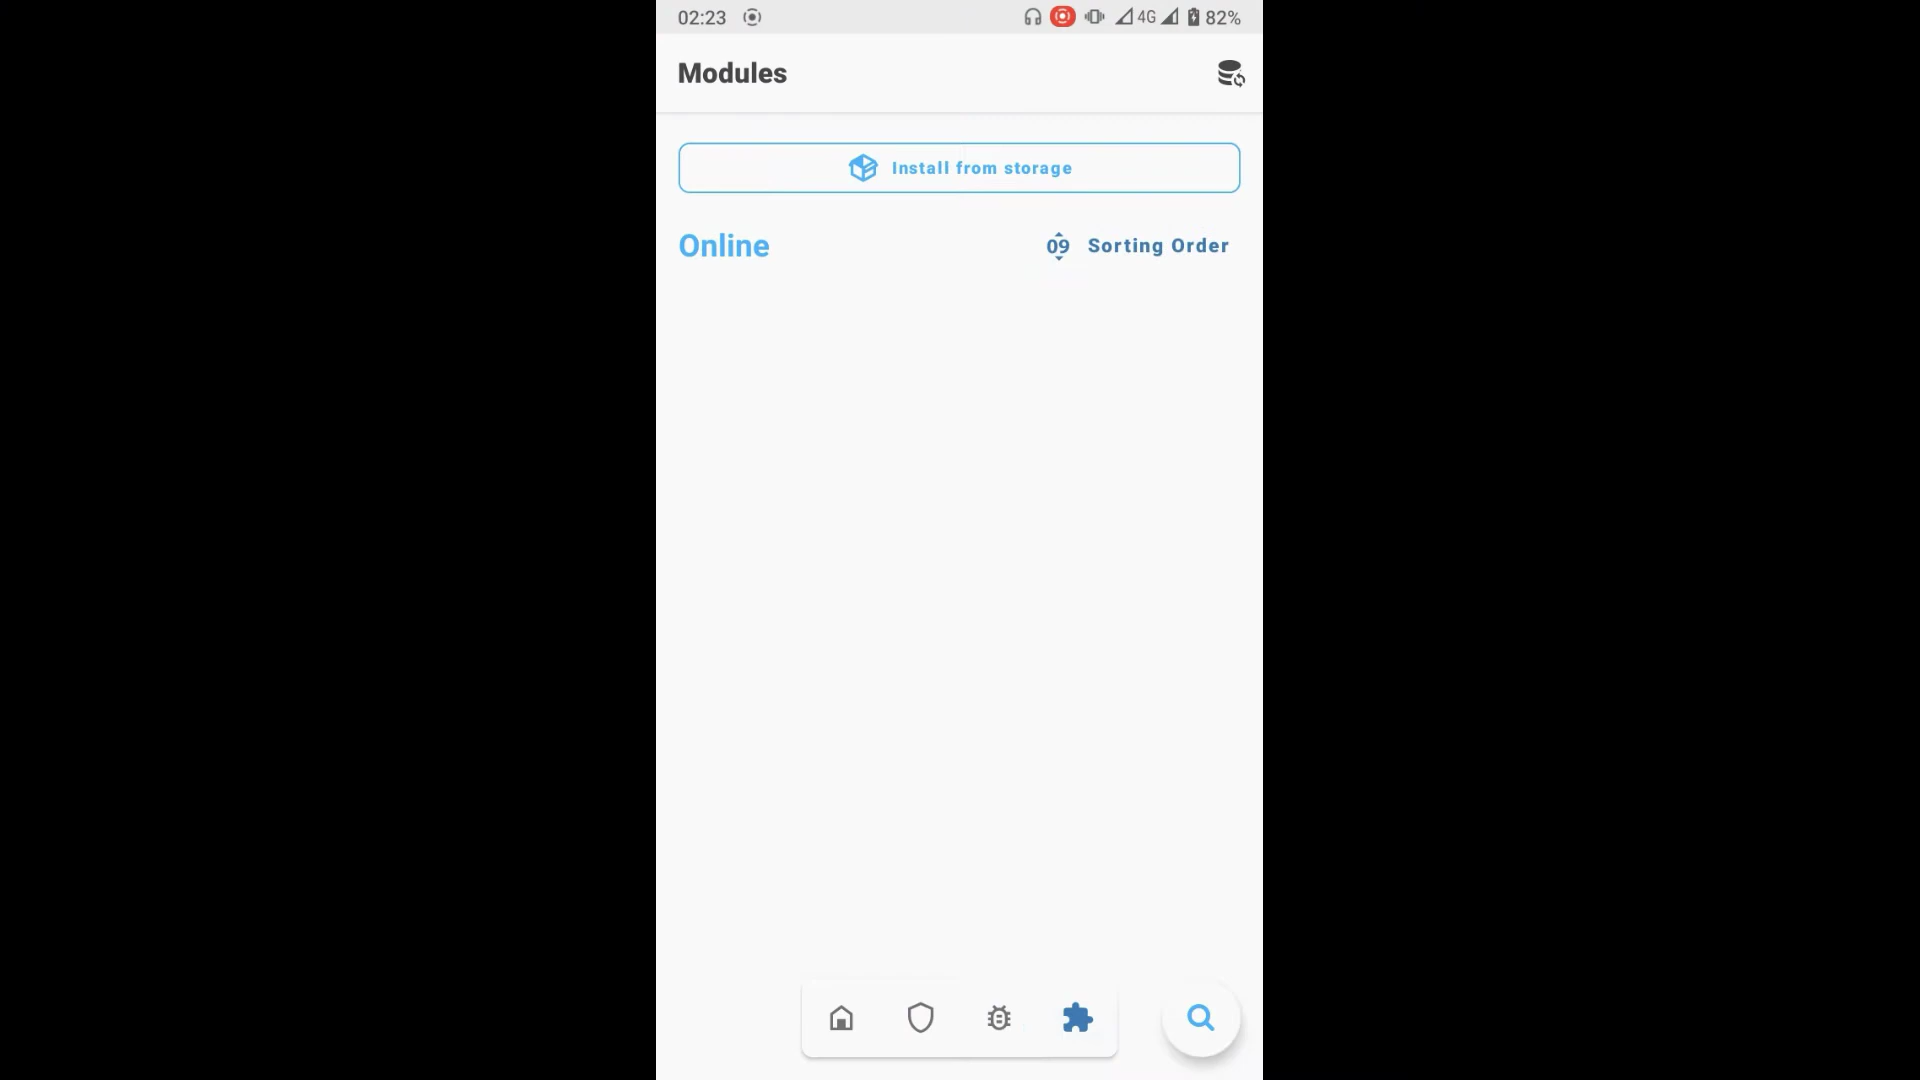 02:23 4G 82%
Modules
Install from storage
Online 09 Sorting Order